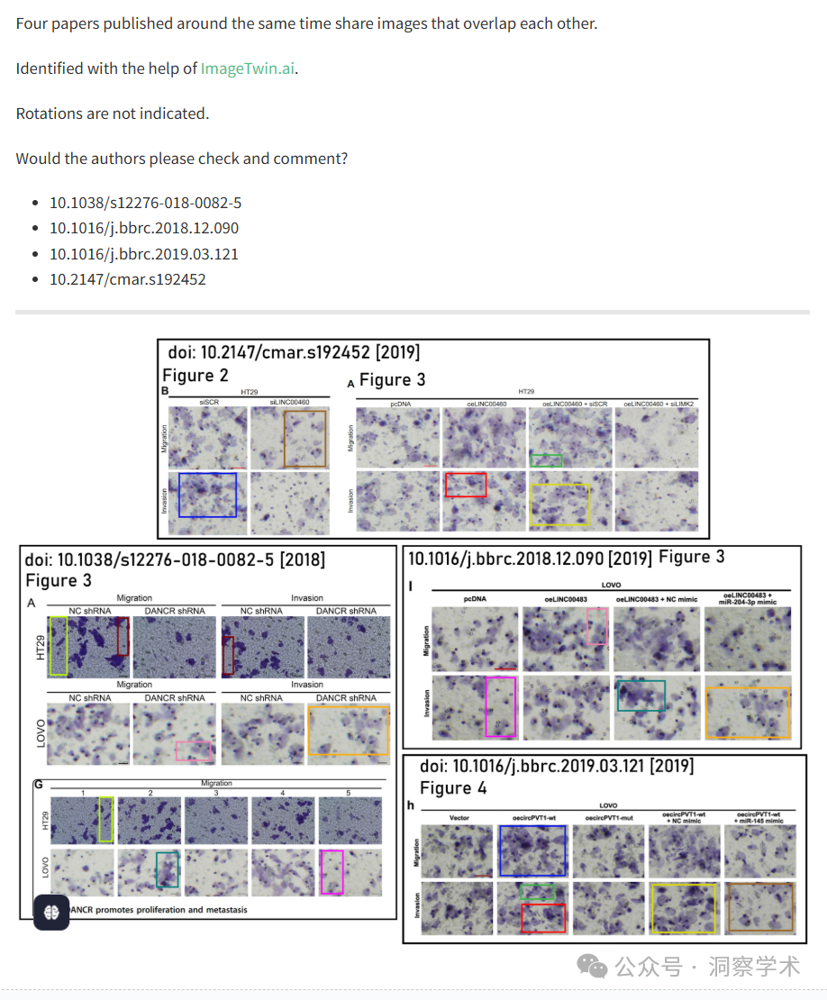 Four papers published around the same time share images that overlap each other.
Identified with the help of ImageTwin.ai.
Rotations are not indicated.
Would the authors please check and comment?
• 10.1038/s12276-018-0082-5
• 10.1016/j.bbrc.2018.12.090
• 10.1016/j.bbrc.2019.03.121
• 10.2147/cmar.s192452
doi: 10.2147/cmar.s192452 [2019]
Figure 2
B
HT29
siSCR siLINC00460
Migration
Invasion
A Figure 3
HT29
pcDNA oeLINC00460 oeLINC00460 + siSCR oeLINC00460 + siLIMK2
Migration
Invasion
doi: 10.1038/s12276-018-0082-5 [2018]
Figure 3
A
Migration Invasion
NC shRNA DANCR shRNA NC shRNA DANCR shRNA
HT29
Migration Invasion
NC shRNA DANCR shRNA NC shRNA DANCR shRNA
LOVO
G
Migration
1 2 3 4 5
HT29
LOVO
ANCR promotes proliferation and metastasis
10.1016/j.bbrc.2018.12.090 [2019] Figure 3
I
LOVO
pcDNA oeLINC00483 oeLINC00483 + NC mimic oeLINC00483 +
miR-204-3p mimic
Migration
Invasion
doi: 10.1016/j.bbrc.2019.03.121 [2019]
Figure 4
h
LOVO
Vector oecircPVT1-wt oecircPVT1-mut oecircPVT1-wt
+ NC mimic oecircPVT1-wt
+ miR-145 mimic
Migration
Invasion
公众号 · 洞察学术